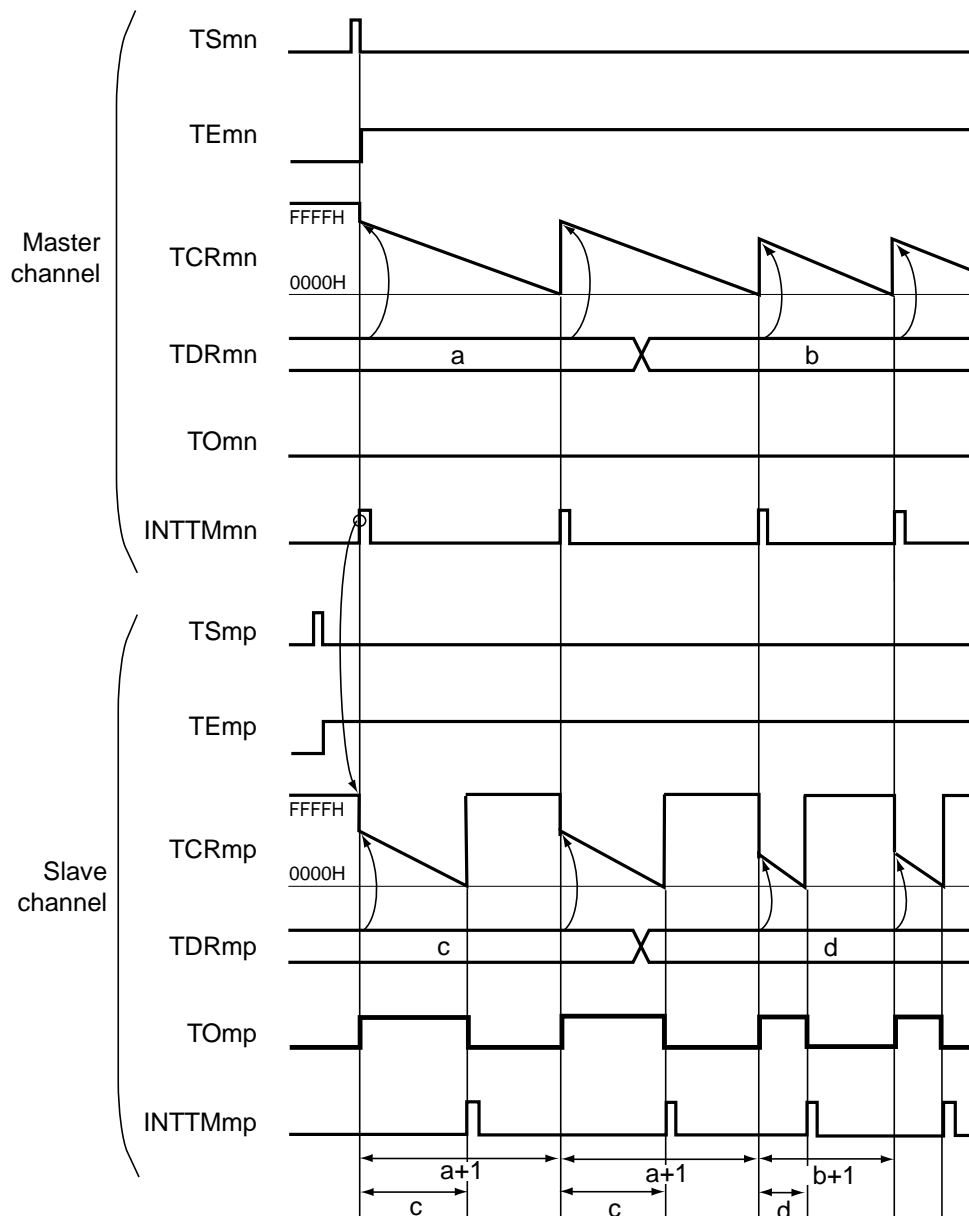 TSmn
TEmn
FFFFH
Master
channel
TCRmn
0000H
TDRmn
a
b
TOmn
INTTMmn
TSmp
TEmp
FFFFH
TCRmp
Slave
channel
0000H
TDRmp
c
d
TOmp
INTTMmp
a+1
a+1
b+1
c
c
d